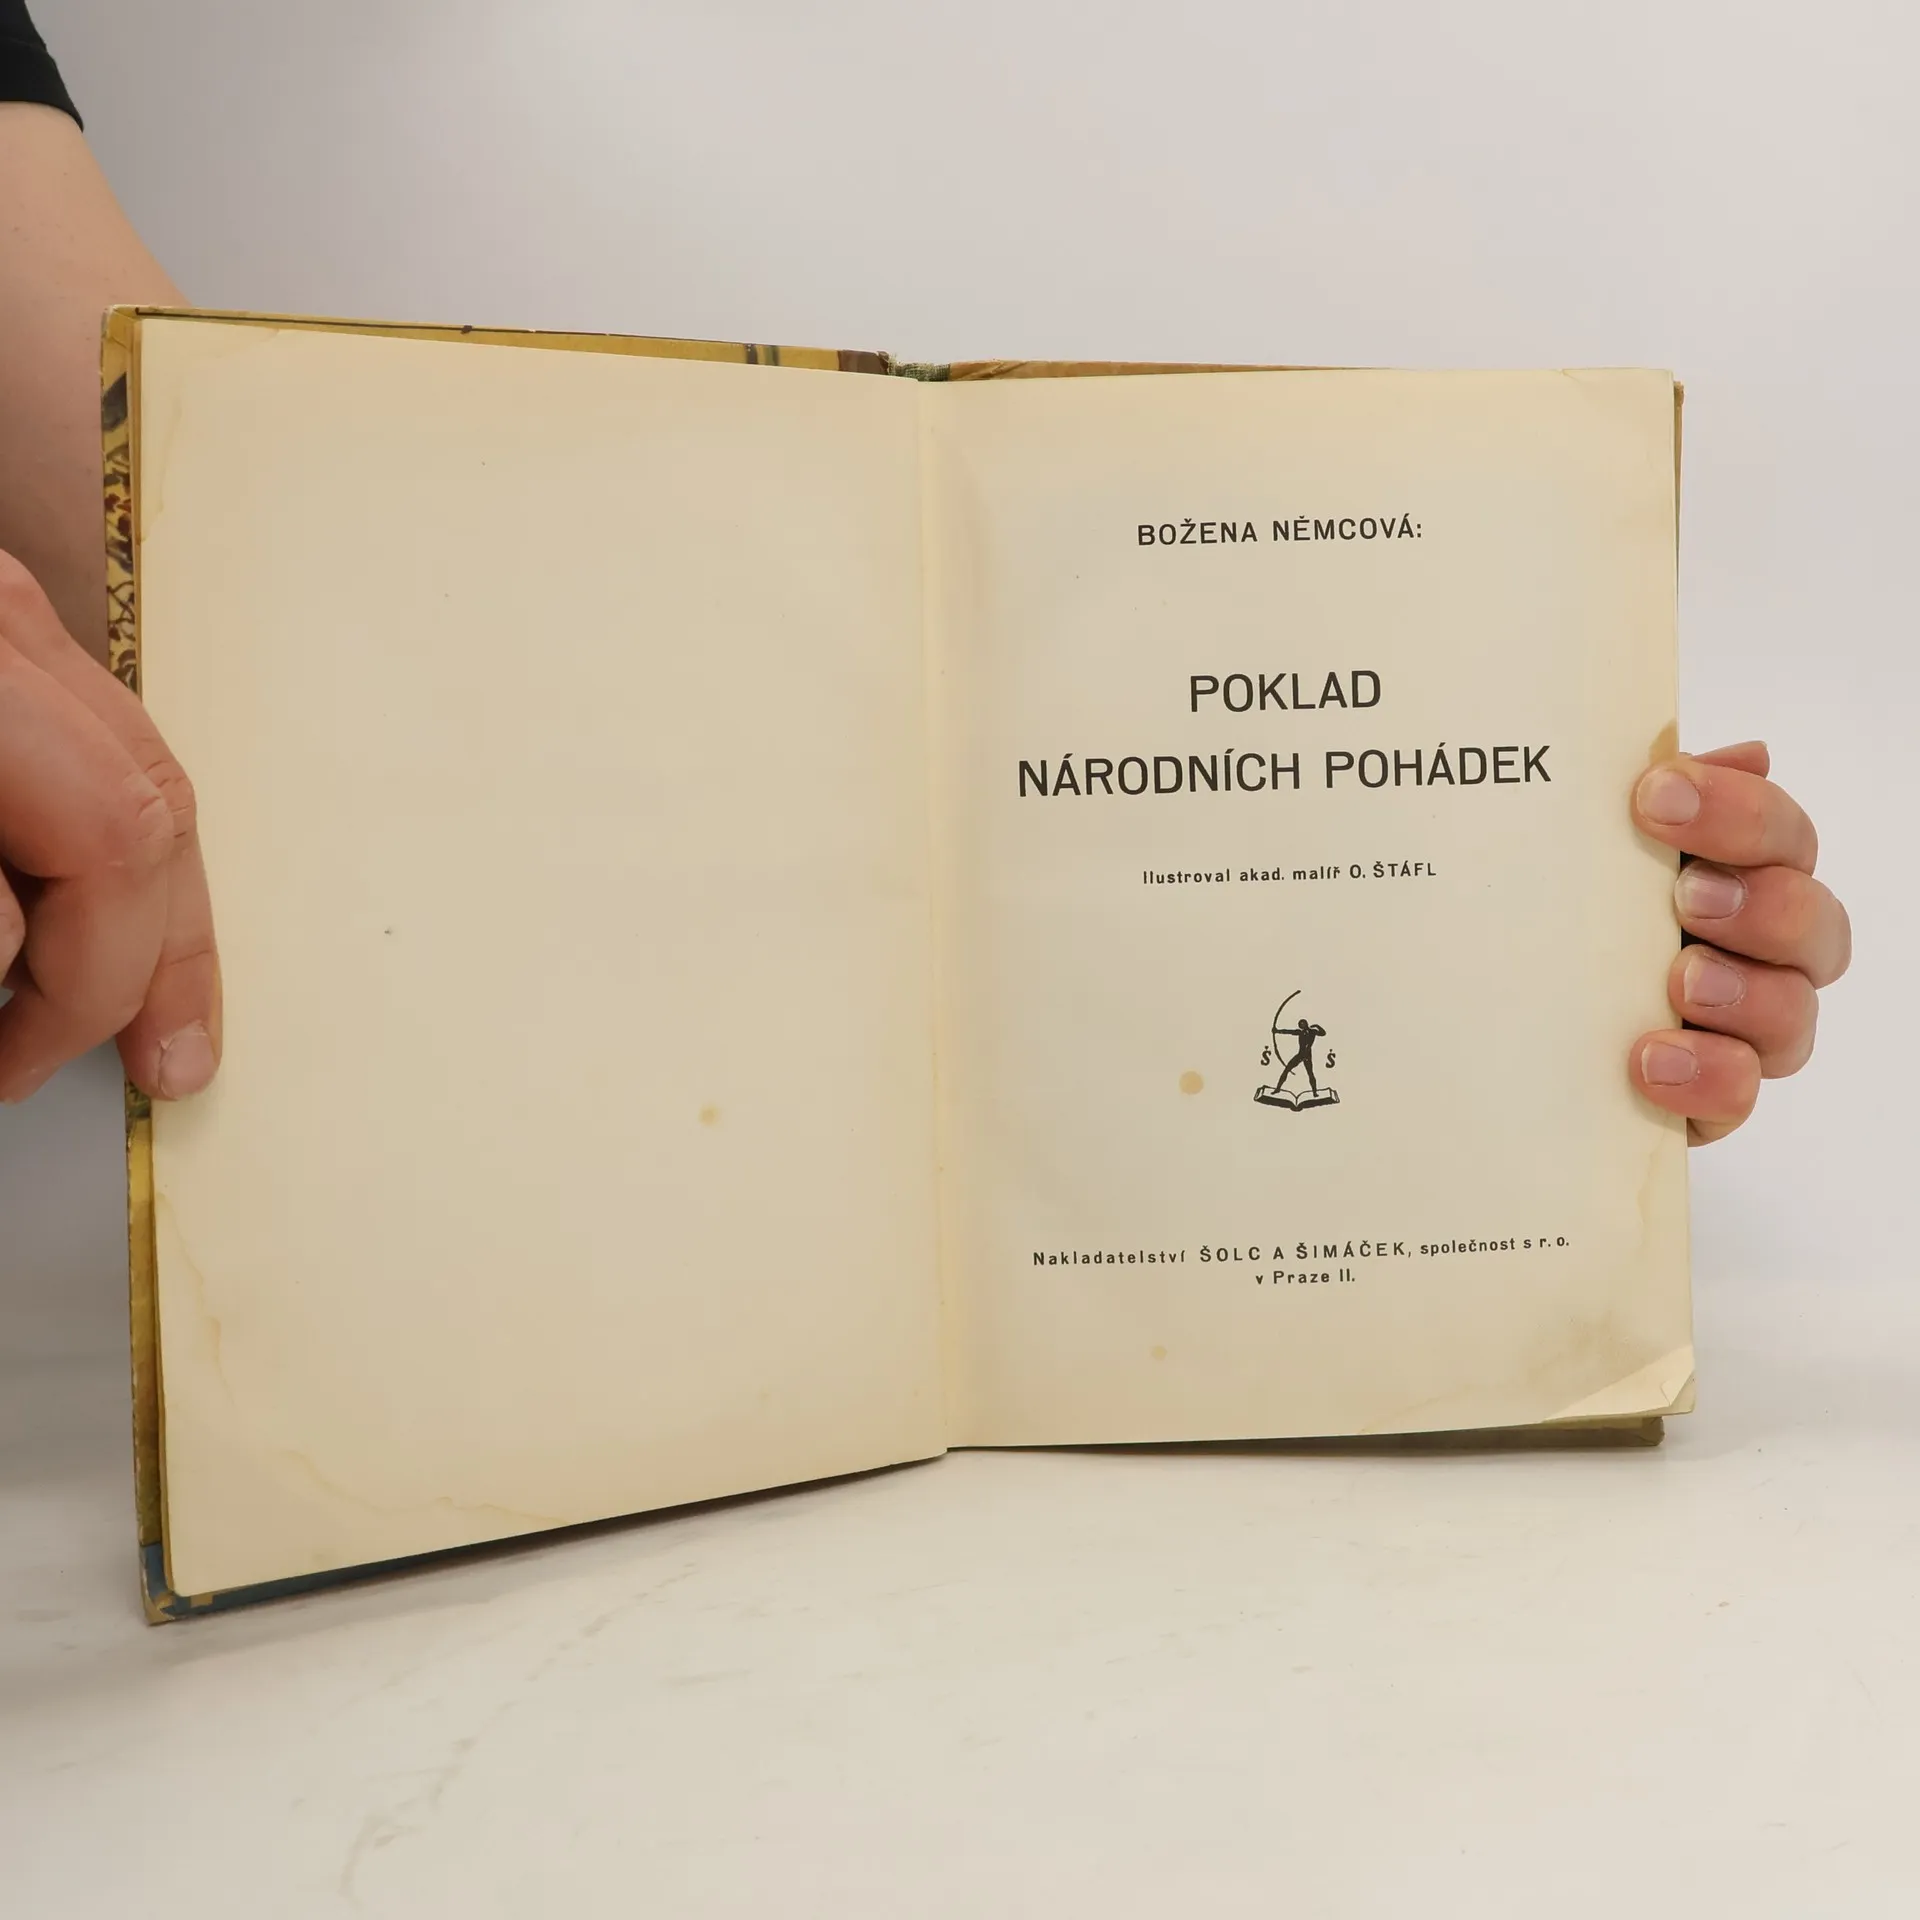 BOŽENA NĚMCOVÁ:
POKLAD
NÁRODNÍCH POHÁDEK
Ilustroval akad. malíř O. ŠTÁFL
Š Š
Nakladatelství ŠOLC A ŠIMÁČEK, společnost s r. o.
v Praze II.